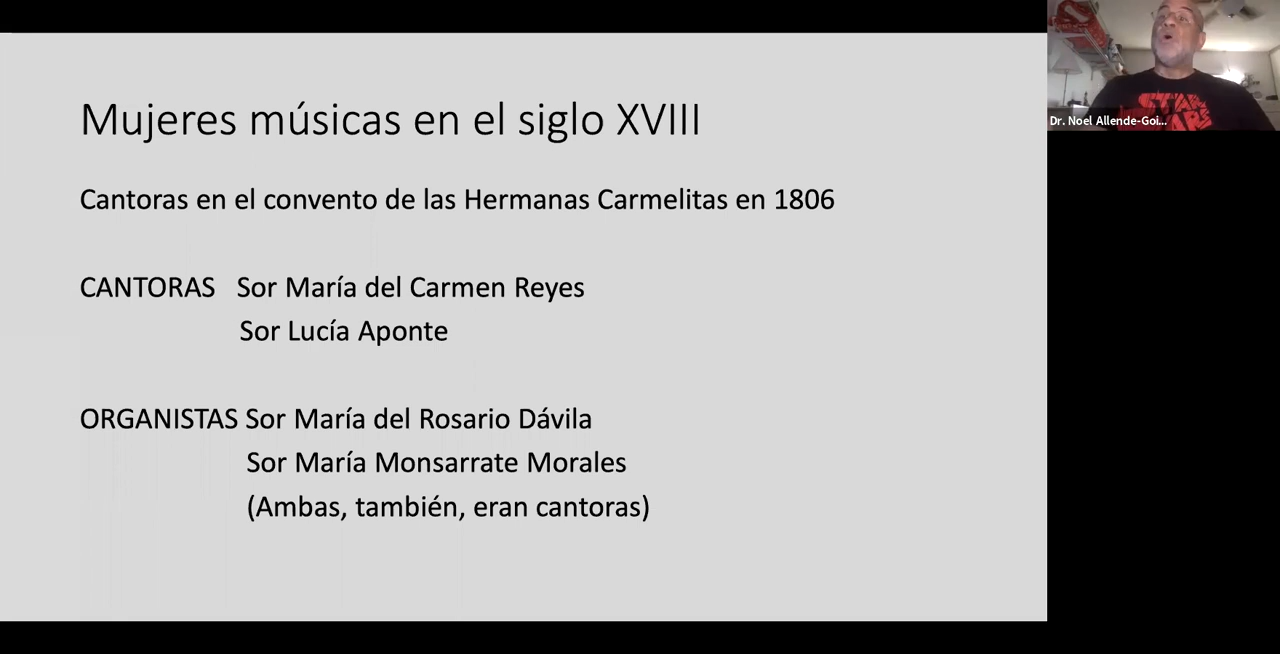 Mujeres músicas en el siglo XVIII
Cantoras en el convento de las Hermanas Carmelitas en 1806
CANTORAS Sor María del Carmen Reyes
Sor Lucía Aponte
ORGANISTAS Sor María del Rosario Dávila
Sor María Monsarrate Morales
(Ambas, también, eran cantoras)
STAR
WARS
Dr. Noel Allende-Goi...